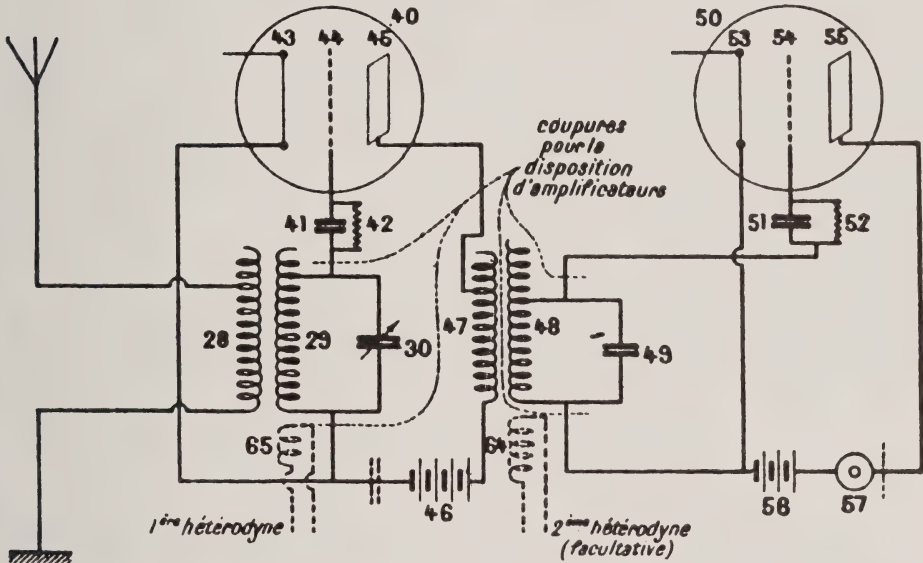 40
43 44 45
50
53 54 55
coupures
pour la
disposition
d'amplificateurs
41 42
51 52
28 29 30
47 48 49
65
64
46
56 57
1ère hétérodyne
2ème hétérodyne
(facultative)